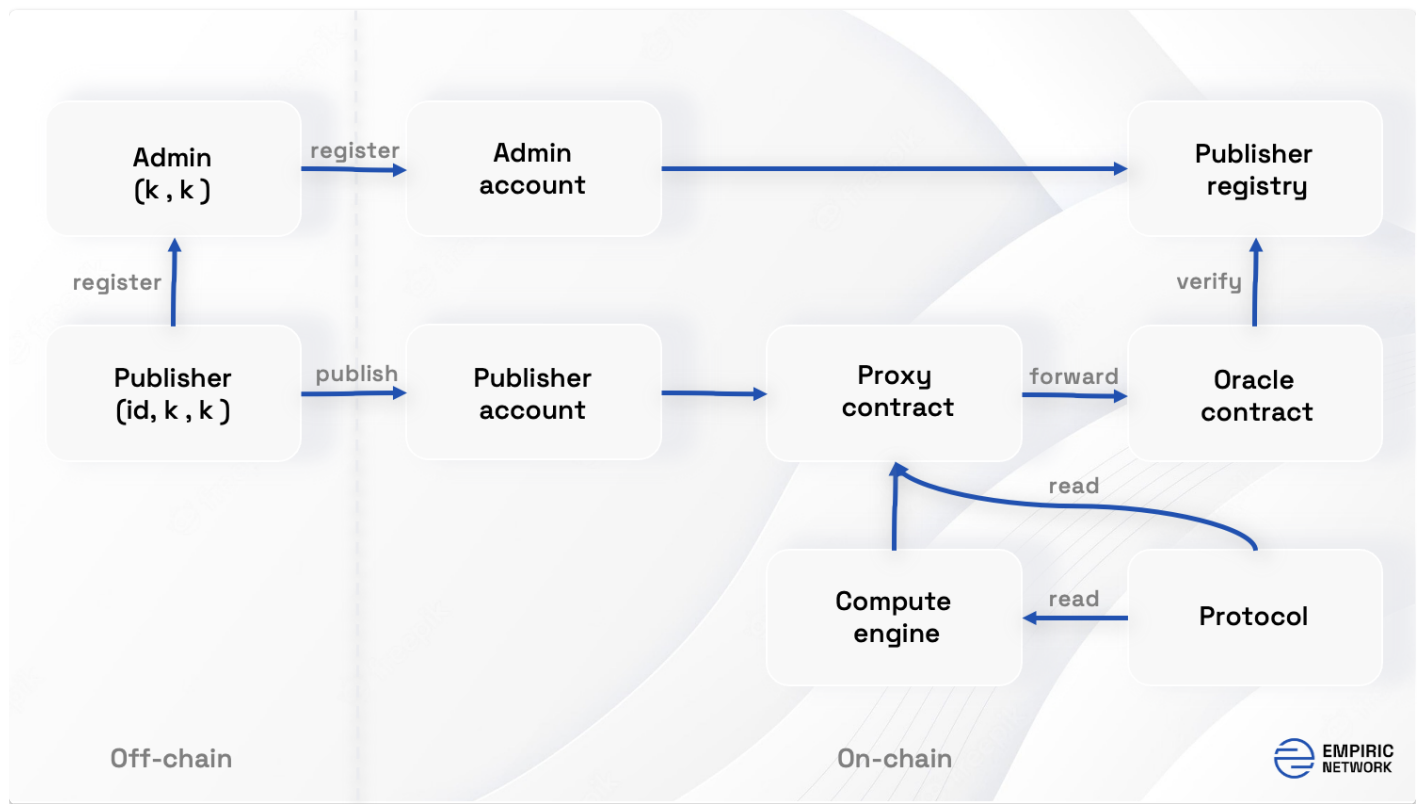 Admin
(k , k )
register
Admin
account
Publisher
registry
register
verify
Publisher
(id, k , k )
publish
Publisher
account
Proxy
contract
forward
Oracle
contract
read
Compute
engine
read
Protocol
Off-chain
On-chain
EMPIRIC
NETWORK